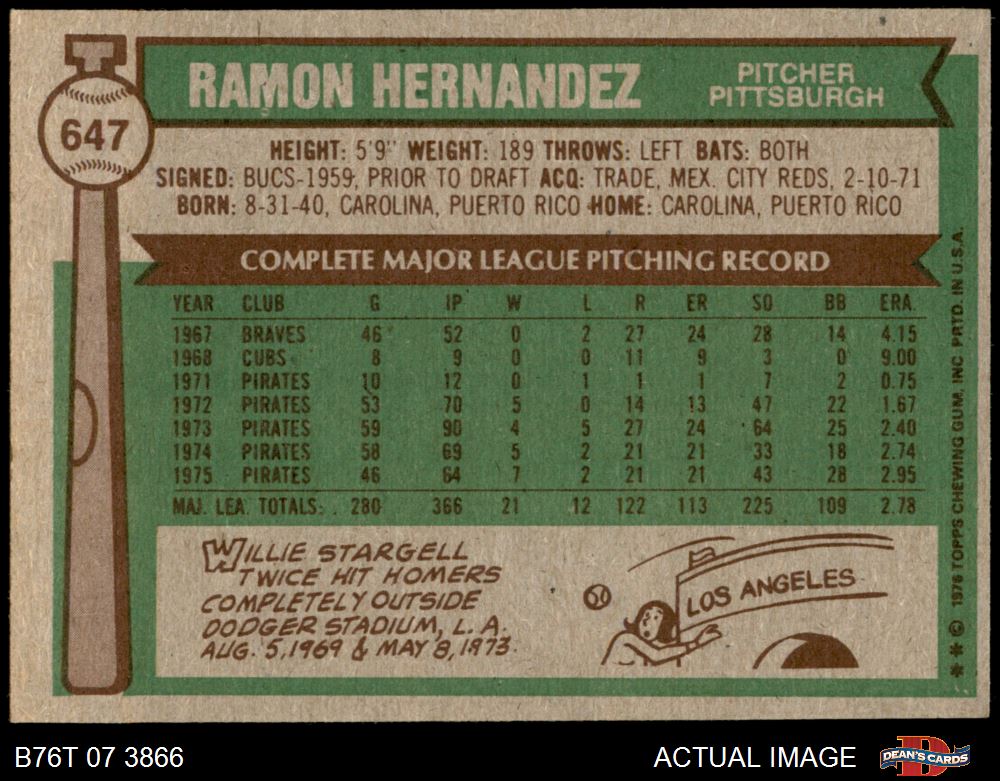 RAMON HERNANDEZ
PITCHER
PITTSBURGH
647
HEIGHT: 5'9" WEIGHT: 189 THROWS: LEFT BATS: BOTH
SIGNED: BUCS-1959, PRIOR TO DRAFT ACQ: TRADE, MEX. CITY REDS, 2-10-71
BORN: 8-31-40, CAROLINA, PUERTO RICO HOME: CAROLINA, PUERTO RICO
COMPLETE MAJOR LEAGUE PITCHING RECORD
YEAR CLUB G IP W L R ER SO BB ERA.
1967 BRAVES 46 52 0 2 27 24 28 14 4.15
1968 CUBS 8 9 0 0 11 9 3 0 9.00
1971 PIRATES 10 12 0 1 1 1 7 2 0.75
1972 PIRATES 53 70 5 0 14 13 47 22 1.67
1973 PIRATES 59 90 4 5 27 24 64 25 2.40
1974 PIRATES 58 69 5 2 21 21 33 18 2.74
1975 PIRATES 46 64 7 2 21 21 43 28 2.95
MAJ. LEA. TOTALS: 280 366 21 12 122 113 225 109 2.78
WILLIE STARGELL
TWICE HIT HOMERS
COMPLETELY OUTSIDE
DODGER STADIUM, L.A.
AUG. 5, 1969 & MAY 8, 1973.
LOS ANGELES
** © 1976 TOPPS CHEWING GUM, INC. PRTD. IN U.S.A.
B76T 07 3866
ACTUAL IMAGE
DEAN'S CARDS